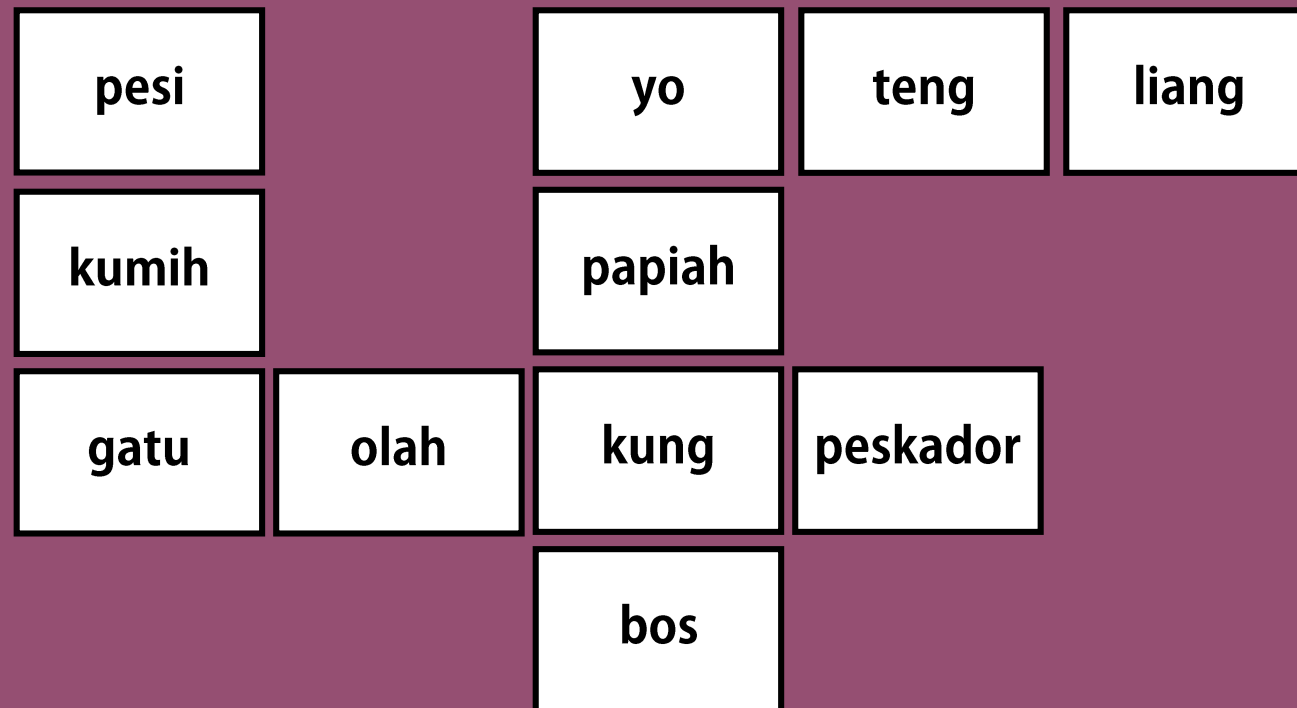 pesi yo teng liang
kumih papiah
gatu olah kung peskador
bos